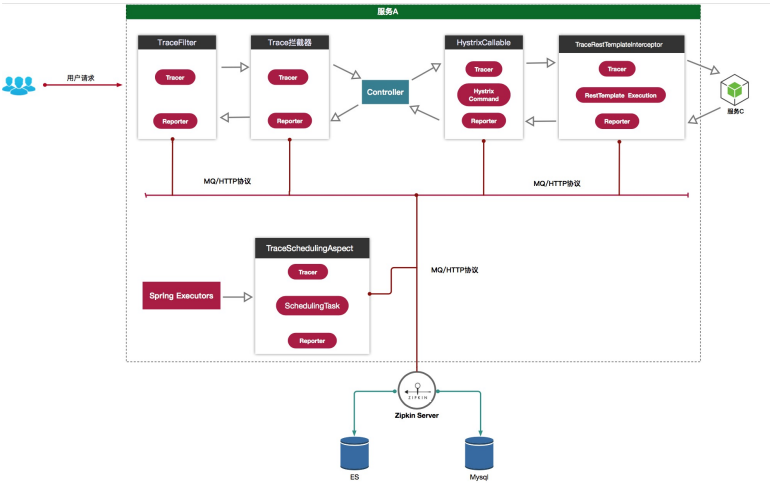 服务A
TraceFilter
Trace拦截器
HystrixCallable
TraceRestTemplateInterceptor
用户请求
Tracer
Tracer
Tracer
Tracer
Controller
Hystrix
Command
RestTemplate Execution
Reporter
Reporter
Reporter
Reporter
服务C
MQ/HTTP协议
MQ/HTTP协议
TraceSchedulingAspect
Tracer
MQ/HTTP协议
Spring Executors
SchedulingTask
Reporter
ZIPKIN
Zipkin Server
ES
Mysql